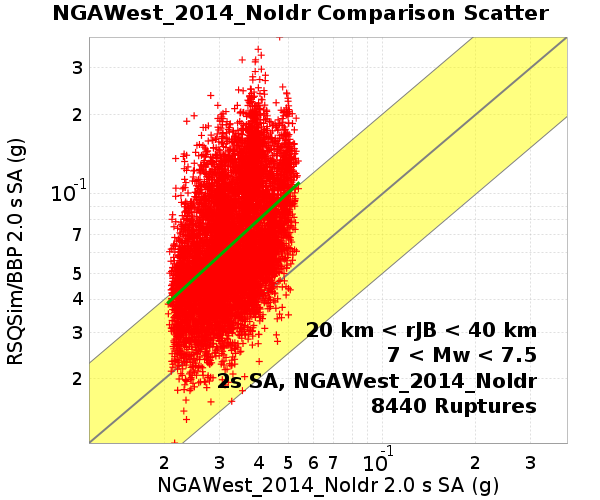 NGAWest_2014_NoIdr Comparison Scatter
RSQSim/BBP 2.0 s SA (g)
3
2
10-1
7
5
4
3
2
20 km < rJB < 40 km
7 < Mw < 7.5
2s SA, NGAWest_2014_NoIdr
8440 Ruptures
2 3 4 5 6 7 10-1 2 3
NGAWest_2014_NoIdr 2.0 s SA (g)